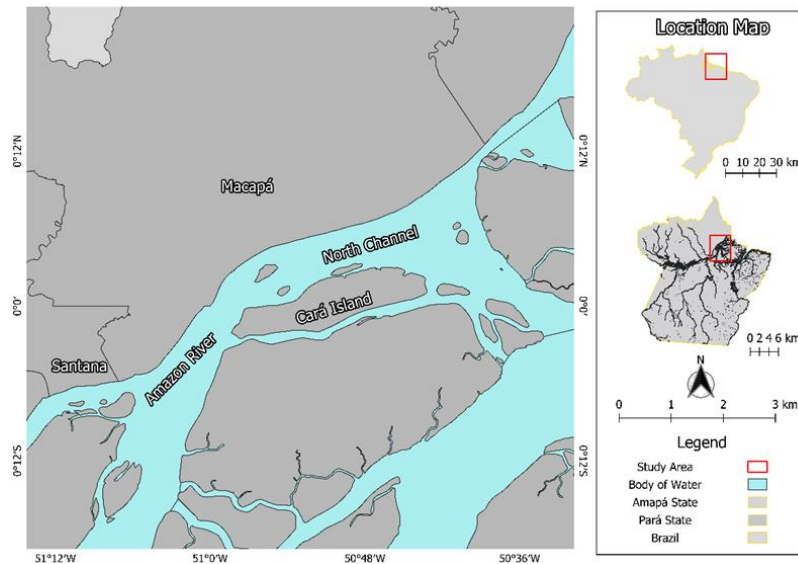 Location Map
0 10 20 30 km
0 2 4 6 km
N
0 1 2 3 km
Legend
Study Area
Body of Water
Amapá State
Pará State
Brazil
Macapá
North Channel
Cará Island
Amazon River
Santana
0°12'N
0°0'
0°12'S
0°12'N
0°0'
0°12'S
51°12'W
51°0'W
50°48'W
50°36'W